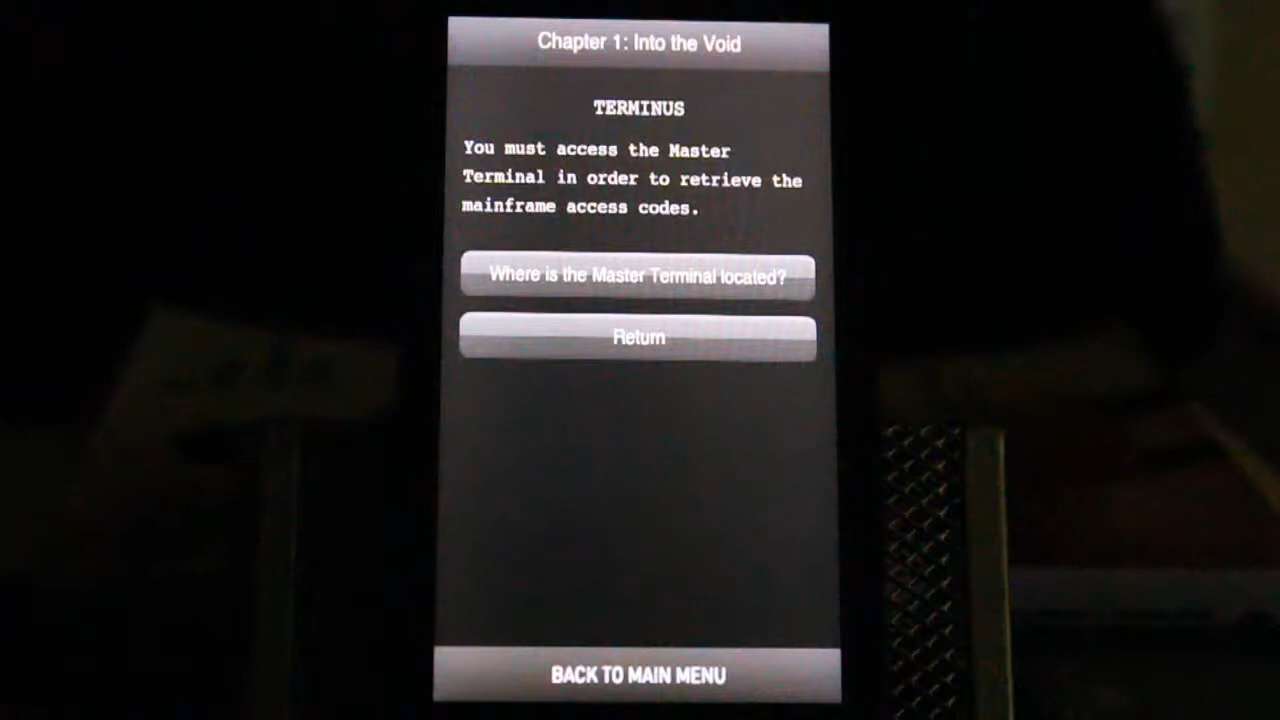 Chapter 1: Into the Void
TERMINUS
You must access the Master
Terminal in order to retrieve the
mainframe access codes.
Where is the Master Terminal located?
Return
BACK TO MAIN MENU